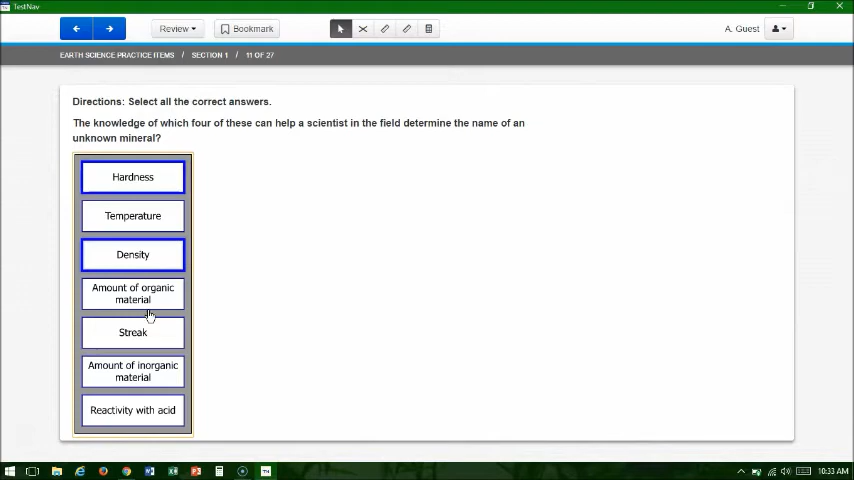 TestNav
Review
Bookmark
A. Guest
EARTH SCIENCE PRACTICE ITEMS / SECTION 1 / 11 OF 27
Directions: Select all the correct answers.
The knowledge of which four of these can help a scientist in the field determine the name of an
unknown mineral?
Hardness
Temperature
Density
Amount of organic
material
Streak
Amount of inorganic
material
Reactivity with acid
10:33 AM